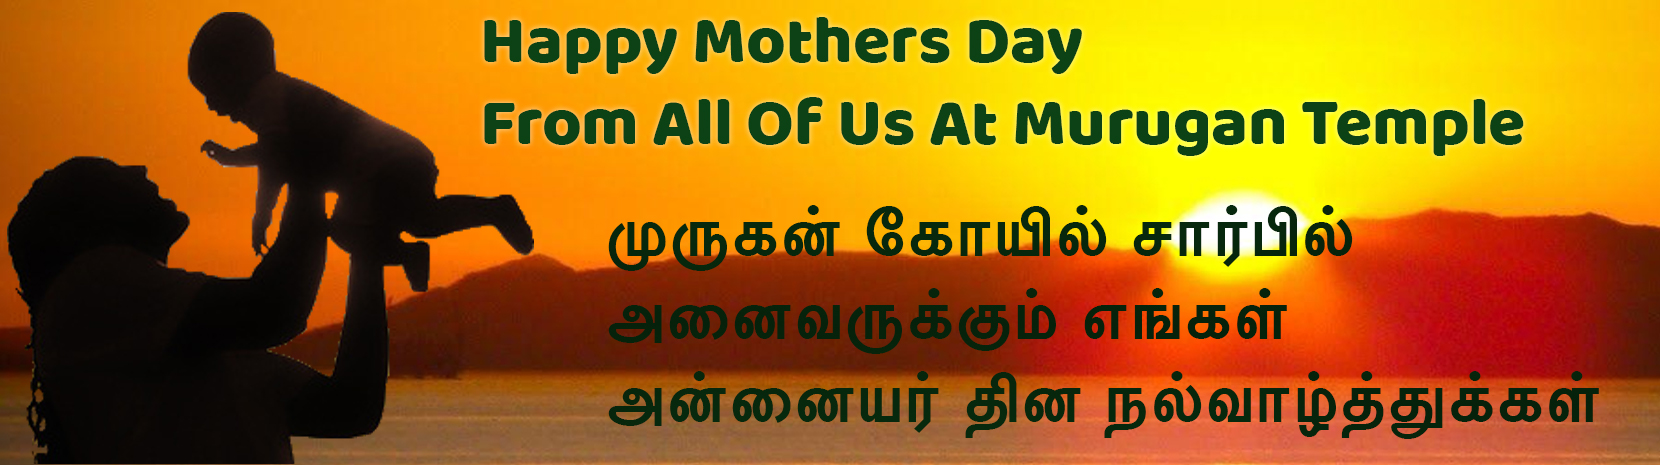 Happy Mothers Day
From All Of Us At Murugan Temple
முருகன் கோயில் சார்பில்
அனைவருக்கும் எங்கள்
அன்னையர் தின நல்வாழ்த்துக்கள்